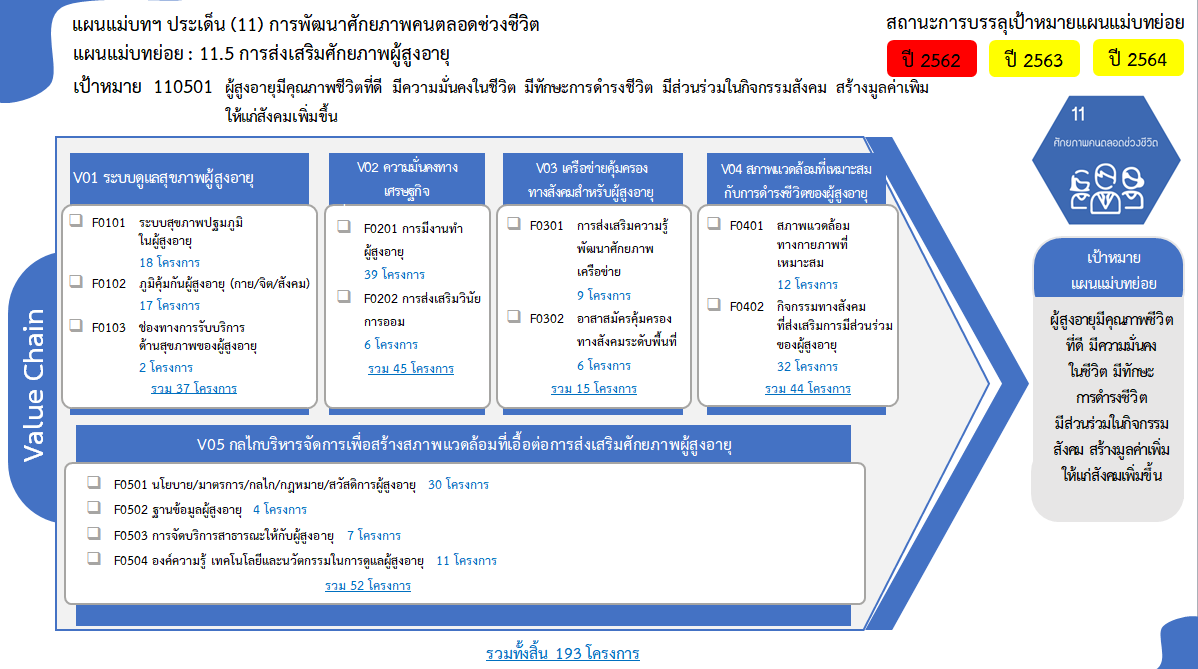 แผนแม่บทฯ ประเด็น (11) การพัฒนาศักยภาพคนตลอดช่วงชีวิต
แผนแม่บทย่อย : 11.5 การส่งเสริมศักยภาพผู้สูงอายุ
เป้าหมาย 110501 ผู้สูงอายุมีคุณภาพชีวิตที่ดี มีความมั่นคงในชีวิต มีทักษะการดำรงชีวิต มีส่วนร่วมในกิจกรรมสังคม สร้างมูลค่าเพิ่ม
ให้แก่สังคมเพิ่มขึ้น
สถานะการบรรลุเป้าหมายแผนแม่บทย่อย
ปี 2562 ปี 2563 ปี 2564
11
ศักยภาพคนตลอดช่วงชีวิต
Value Chain
V01 ระบบดูแลสุขภาพผู้สูงอายุ
F0101 ระบบสุขภาพปฐมภูมิ
ในผู้สูงอายุ
18 โครงการ
F0102 ภูมิคุ้มกันผู้สูงอายุ (กาย/จิต/สังคม)
17 โครงการ
F0103 ช่องทางการรับบริการ
ด้านสุขภาพของผู้สูงอายุ
2 โครงการ
รวม 37 โครงการ
V02 ความมั่นคงทาง
เศรษฐกิจ
F0201 การมีงานทำ
ผู้สูงอายุ
39 โครงการ
F0202 การส่งเสริมวินัย
การออม
6 โครงการ
รวม 45 โครงการ
V03 เครือข่ายคุ้มครอง
ทางสังคมสำหรับผู้สูงอายุ
F0301 การส่งเสริมความรู้
พัฒนาศักยภาพ
เครือข่าย
9 โครงการ
F0302 อาสาสมัครคุ้มครอง
ทางสังคมระดับพื้นที่
6 โครงการ
รวม 15 โครงการ
V04 สภาพแวดล้อมที่เหมาะสม
กับการดำรงชีวิตของผู้สูงอายุ
F0401 สภาพแวดล้อม
ทางกายภาพที่
เหมาะสม
12 โครงการ
F0402 กิจกรรมทางสังคม
ที่ส่งเสริมการมีส่วนร่วม
ของผู้สูงอายุ
32 โครงการ
รวม 44 โครงการ
V05 กลไกบริหารจัดการเพื่อสร้างสภาพแวดล้อมที่เอื้อต่อการส่งเสริมศักยภาพผู้สูงอายุ
F0501 นโยบาย/มาตรการ/กลไก/กฎหมาย/สวัสดิการผู้สูงอายุ 30 โครงการ
F0502 ฐานข้อมูลผู้สูงอายุ 4 โครงการ
F0503 การจัดบริการสาธารณะให้กับผู้สูงอายุ 7 โครงการ
F0504 องค์ความรู้ เทคโนโลยีและนวัตกรรมในการดูแลผู้สูงอายุ 11 โครงการ
รวม 52 โครงการ
เป้าหมาย
แผนแม่บทย่อย
ผู้สูงอายุมีคุณภาพชีวิต
ที่ดี มีความมั่นคง
ในชีวิต มีทักษะ
การดำรงชีวิต
มีส่วนร่วมในกิจกรรม
สังคม สร้างมูลค่าเพิ่ม
ให้แก่สังคมเพิ่มขึ้น
รวมทั้งสิ้น 193 โครงการ